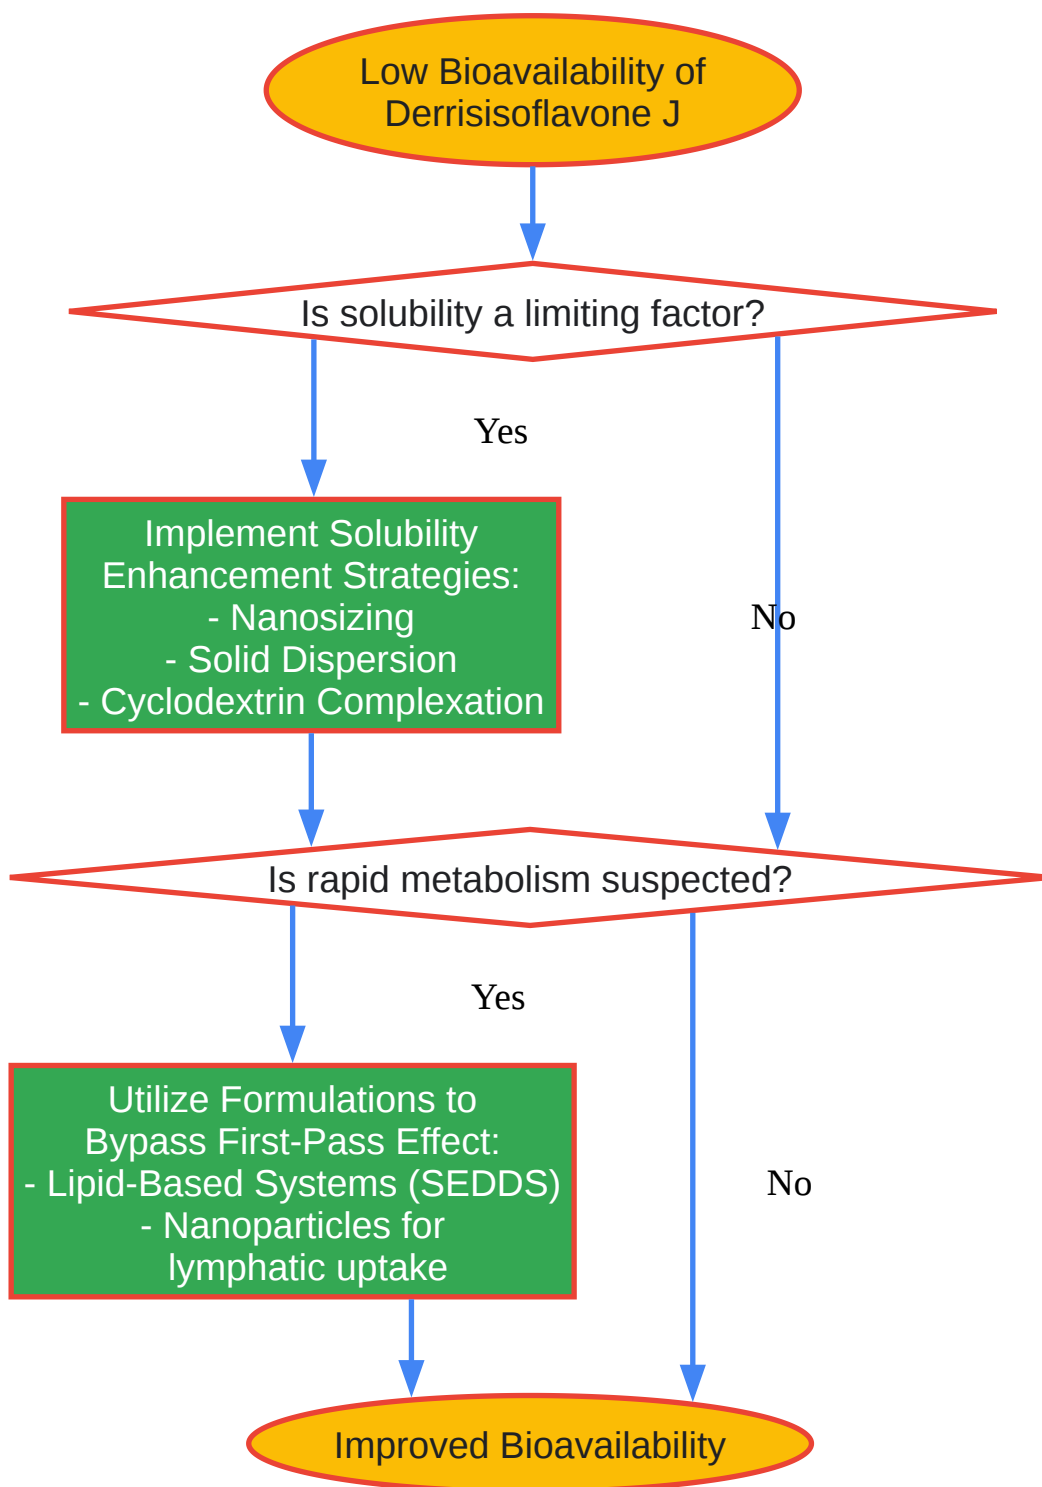 Low Bioavailability of
Derrisisoflavone J
Is solubility a limiting factor?
Yes
Implement Solubility
Enhancement Strategies:
- Nanosizing
- Solid Dispersion
- Cyclodextrin Complexation
No
Is rapid metabolism suspected?
Yes
Utilize Formulations to
Bypass First-Pass Effect:
- Lipid-Based Systems (SEDDS)
- Nanoparticles for
lymphatic uptake
No
Improved Bioavailability